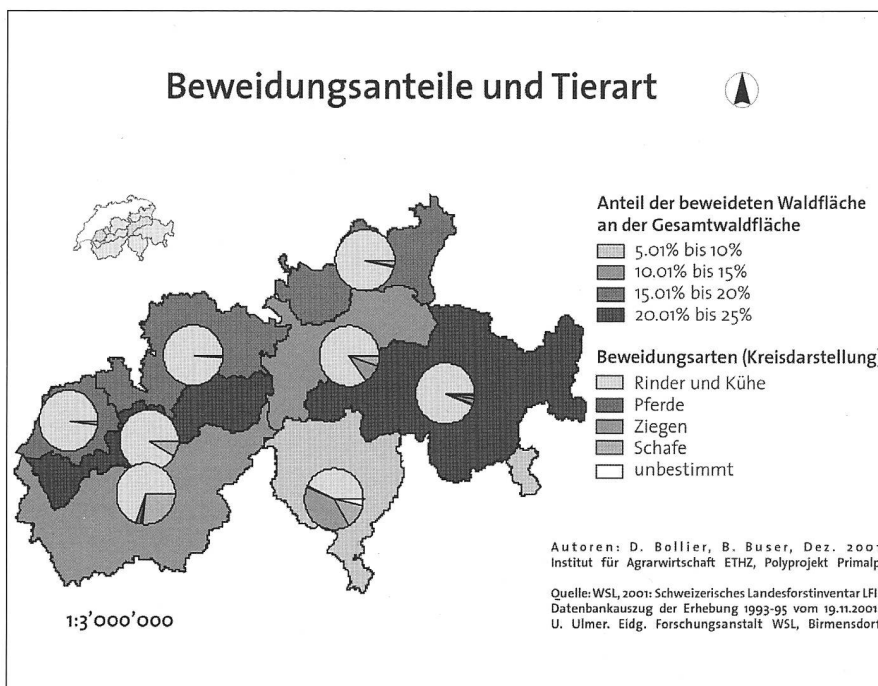 Beweidungsanteile und Tierart
Anteil der beweideten Waldfläche
an der Gesamtwaldfläche
5.01% bis 10%
10.01% bis 15%
15.01% bis 20%
20.01% bis 25%
Beweidungsarten (Kreisdarstellung)
Rinder und Kühe
Pferde
Ziegen
Schafe
unbestimmt
Autoren: D. Bollier, B. Buser, Dez. 2001
Institut für Agrarwirtschaft ETHZ, Polyprojekt Primalp
Quelle: WSL, 2001: Schweizerisches Landesforstinventar LFI
Datenbankauszug der Erhebung 1993-95 vom 19.11.2001
U. Ulmer. Eidg. Forschungsanstalt WSL, Birmensdorf
1:3'000'000